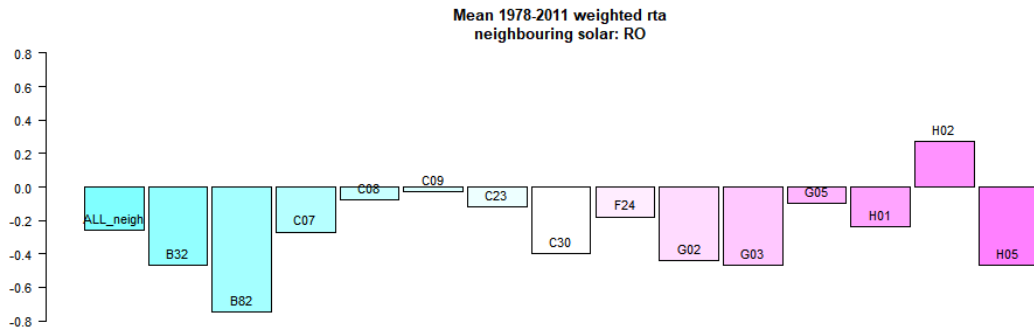 Mean 1978-2011 weighted rta
neighbouring solar: RO
0.8
0.6
0.4
0.2
0.0
-0.2
-0.4
-0.6
-0.8
ALL_neigh
B32
B82
C07
C08
C09
C23
C30
F24
G02
G03
G05
H01
H02
H05